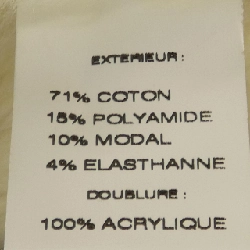 EXTERIEUR :
71% COTON
15% POLYAMIDE
10% MODAL
4% ELASTHANNE
DOUBLURE :
100% ACRYLIQUE